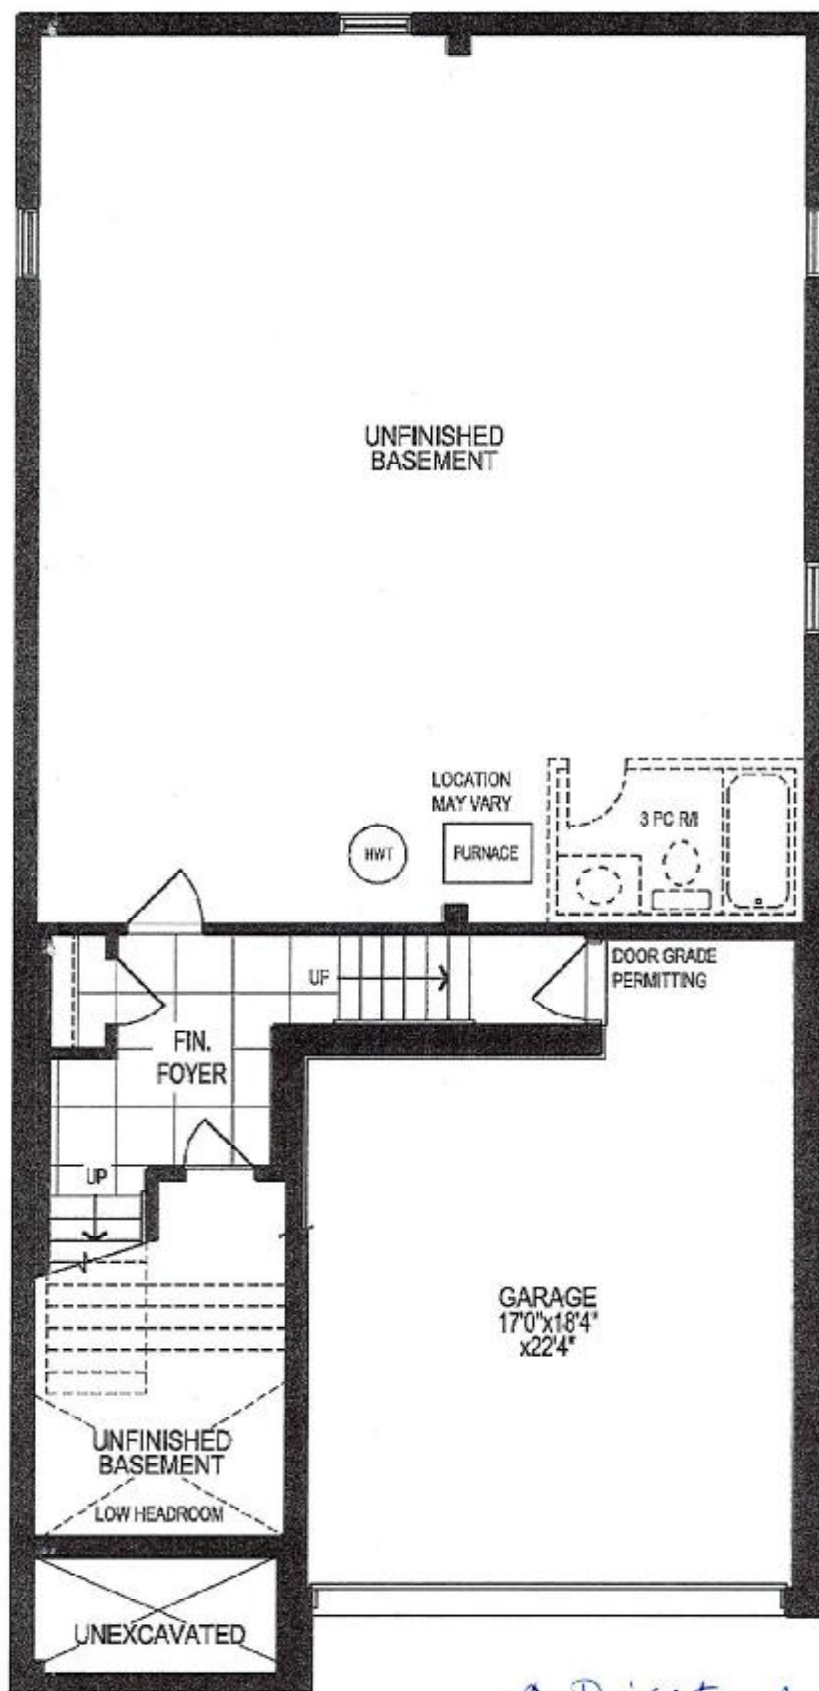 UNFINISHED
BASEMENT
LOCATION
MAY VARY
3 PC R/I
HWT
FURNACE
UP
DOOR GRADE
PERMITTING
FIN.
FOYER
UP
GARAGE
17'0"x18'4"
x22'4"
UNFINISHED
BASEMENT
LOW HEADROOM
UNEXCAVATED